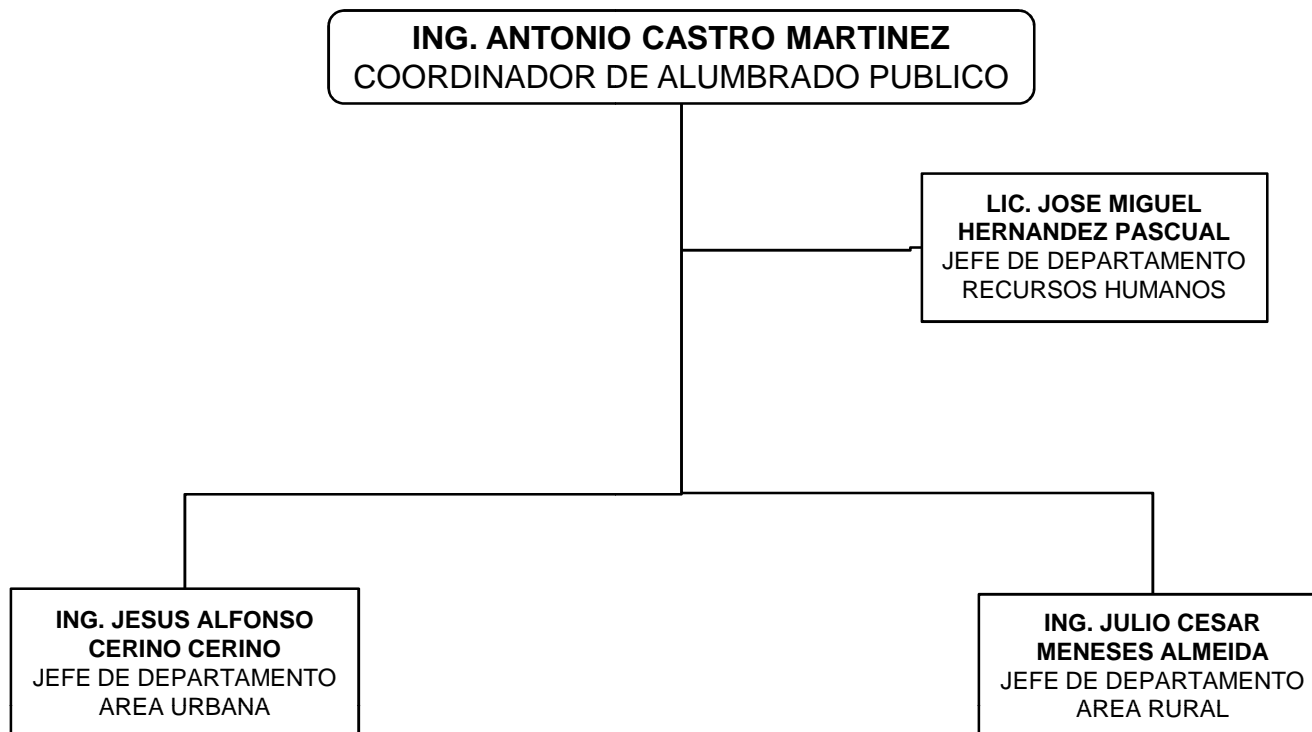 ING. ANTONIO CASTRO MARTINEZ
COORDINADOR DE ALUMBRADO PUBLICO
LIC. JOSE MIGUEL
HERNANDEZ PASCUAL
JEFE DE DEPARTAMENTO
RECURSOS HUMANOS
ING. JESUS ALFONSO
CERINO CERINO
JEFE DE DEPARTAMENTO
AREA URBANA
ING. JULIO CESAR
MENESES ALMEIDA
JEFE DE DEPARTAMENTO
AREA RURAL